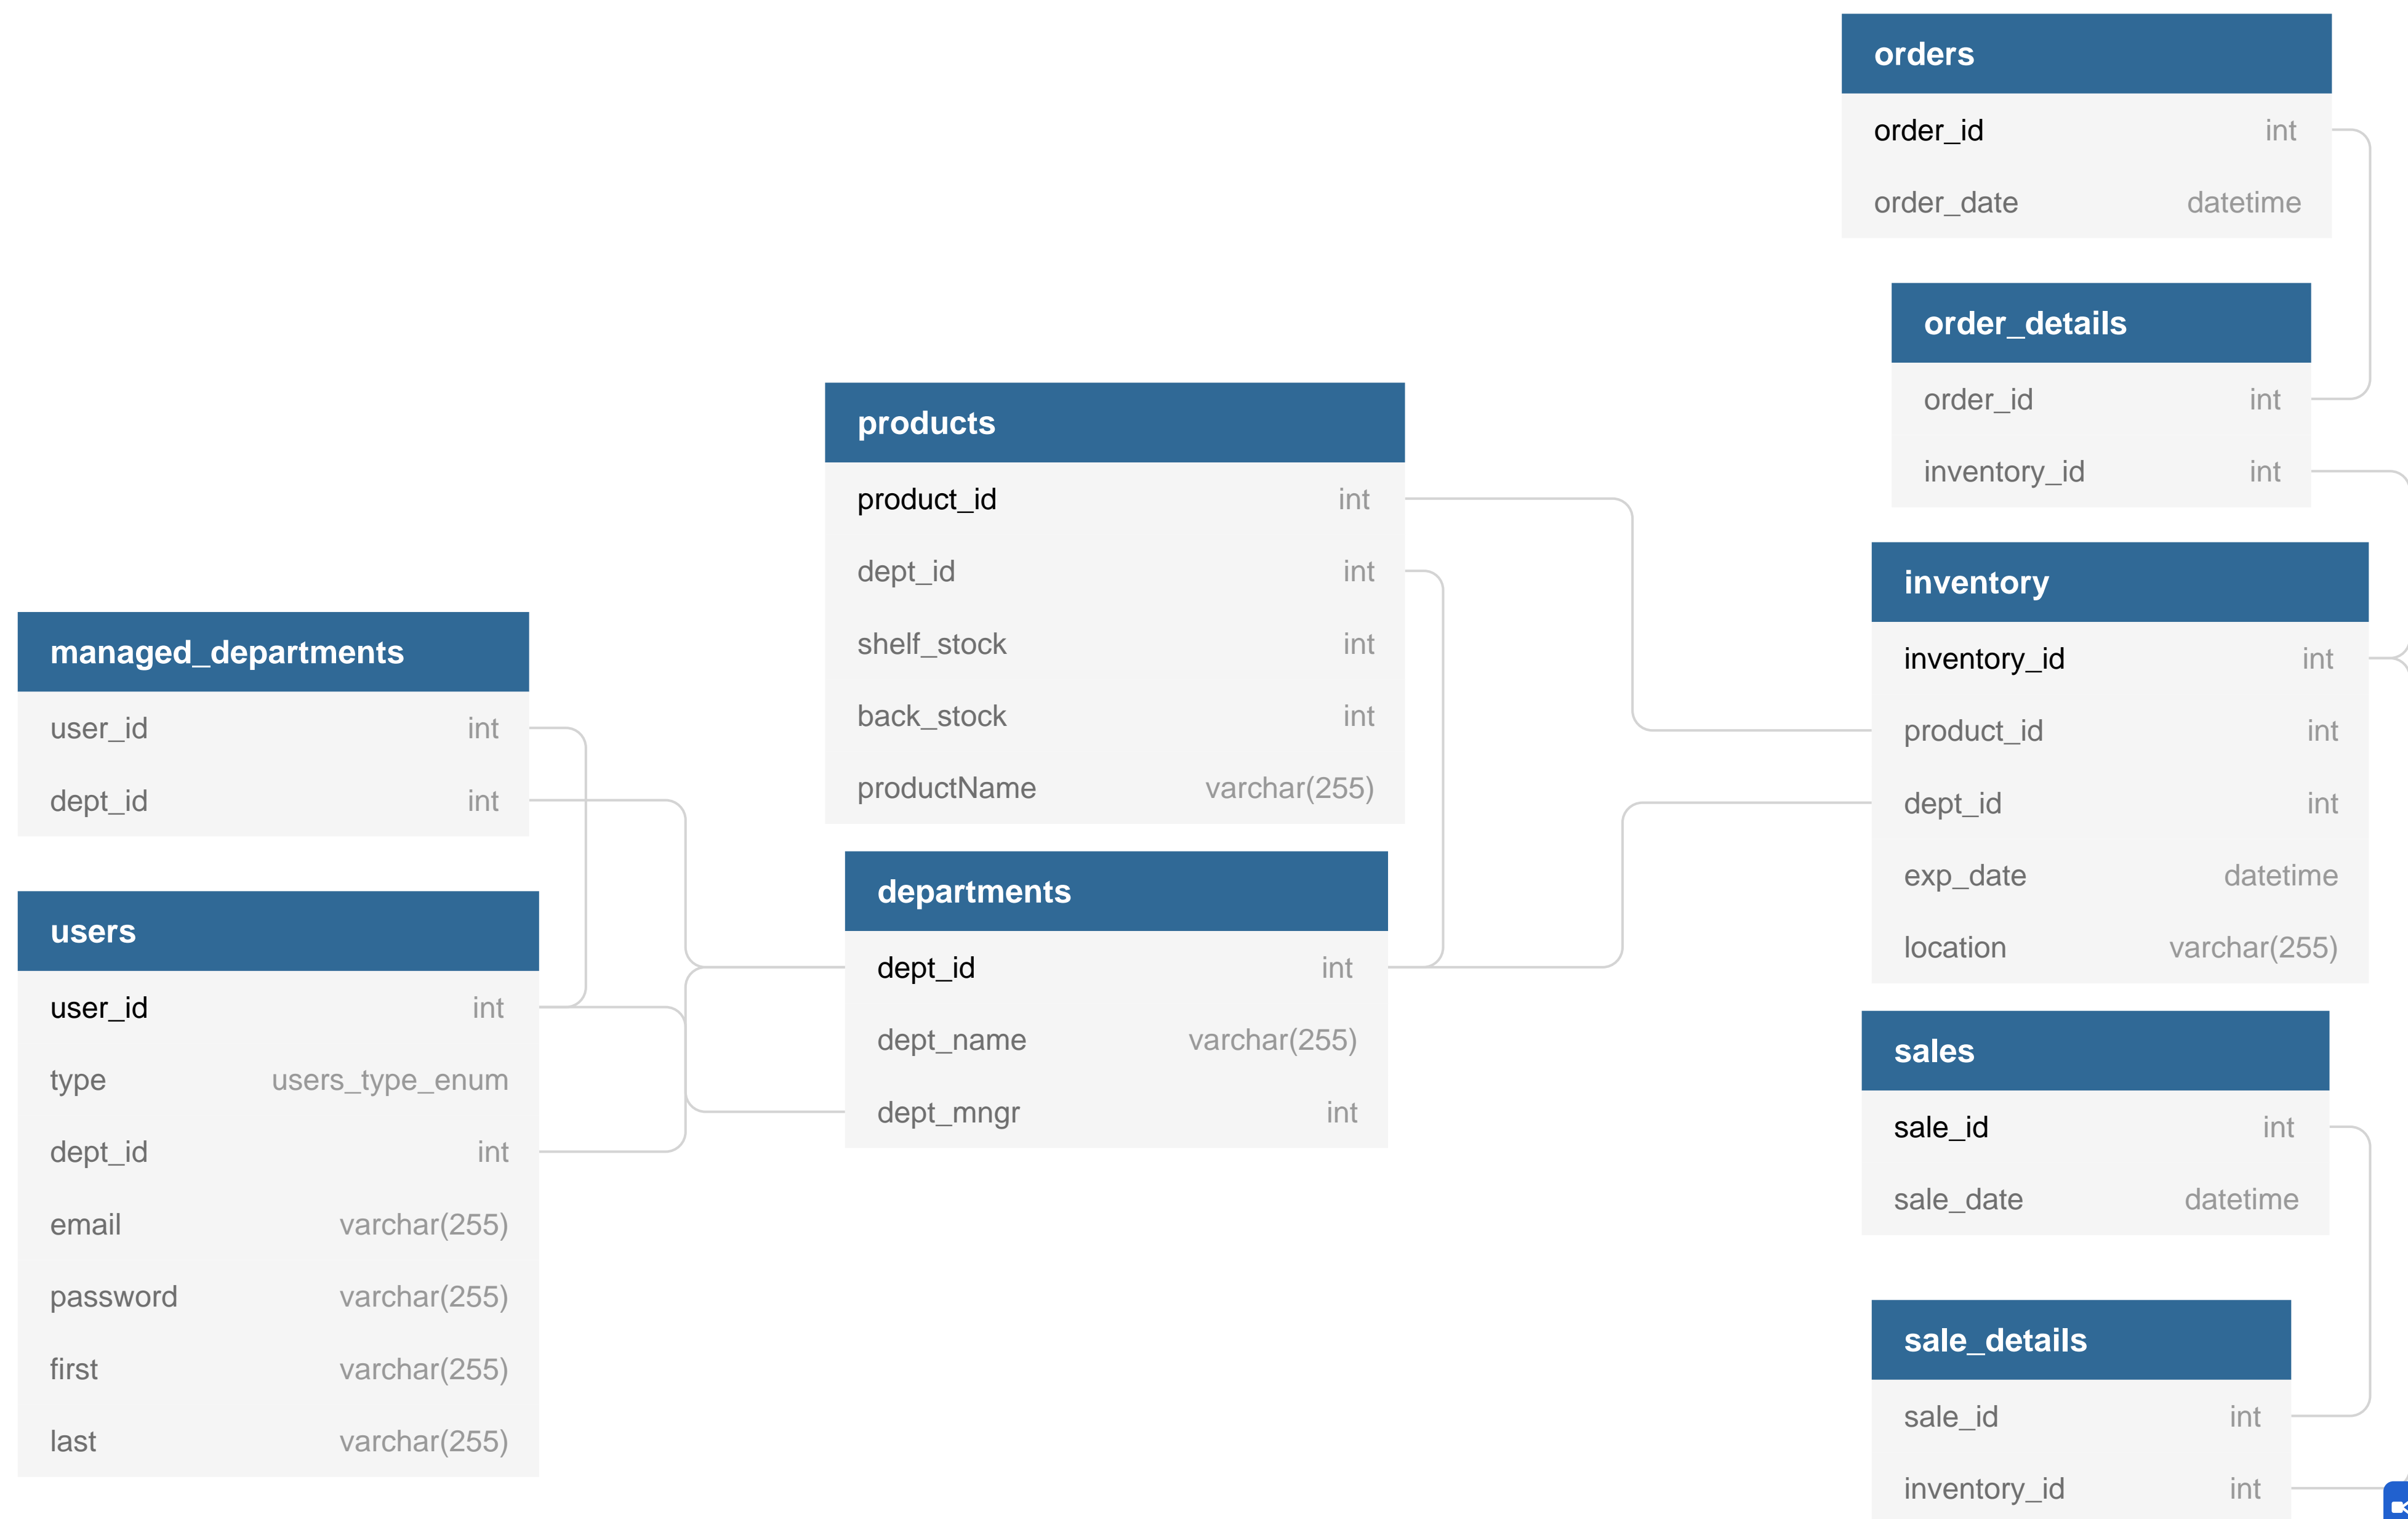 orders
order_id int
order_date datetime
order_details
order_id int
inventory_id int
products
product_id int
dept_id int
shelf_stock int
back_stock int
productName varchar(255)
inventory
inventory_id int
product_id int
dept_id int
exp_date datetime
location varchar(255)
managed_departments
user_id int
dept_id int
departments
dept_id int
dept_name varchar(255)
dept_mngr int
users
user_id int
type users_type_enum
dept_id int
email varchar(255)
password varchar(255)
first varchar(255)
last varchar(255)
sales
sale_id int
sale_date datetime
sale_details
sale_id int
inventory_id int